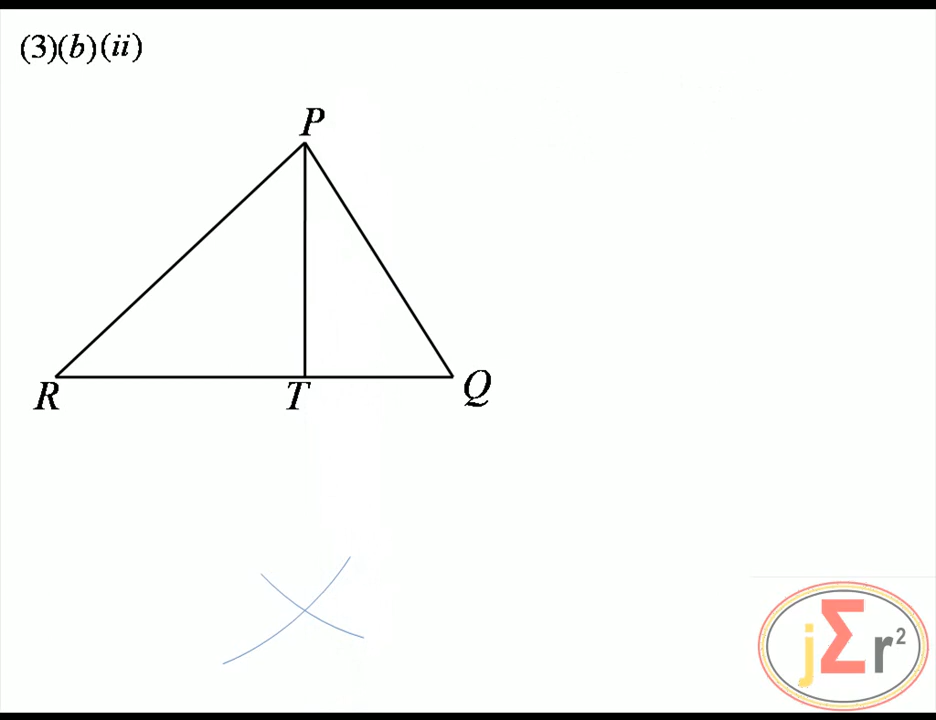 (3)(b)(ii)
P
R T Q
jΣr²